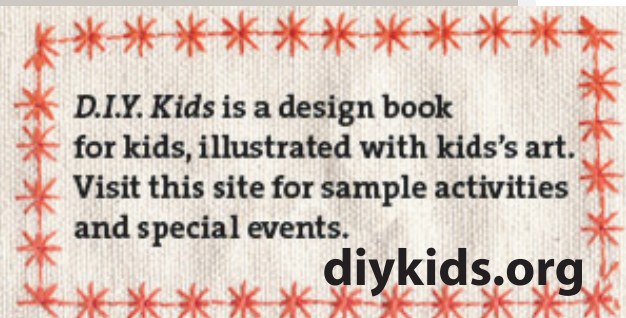 D.I.Y. Kids is a design book
for kids, illustrated with kids's art.
Visit this site for sample activities
and special events.
diykids.org